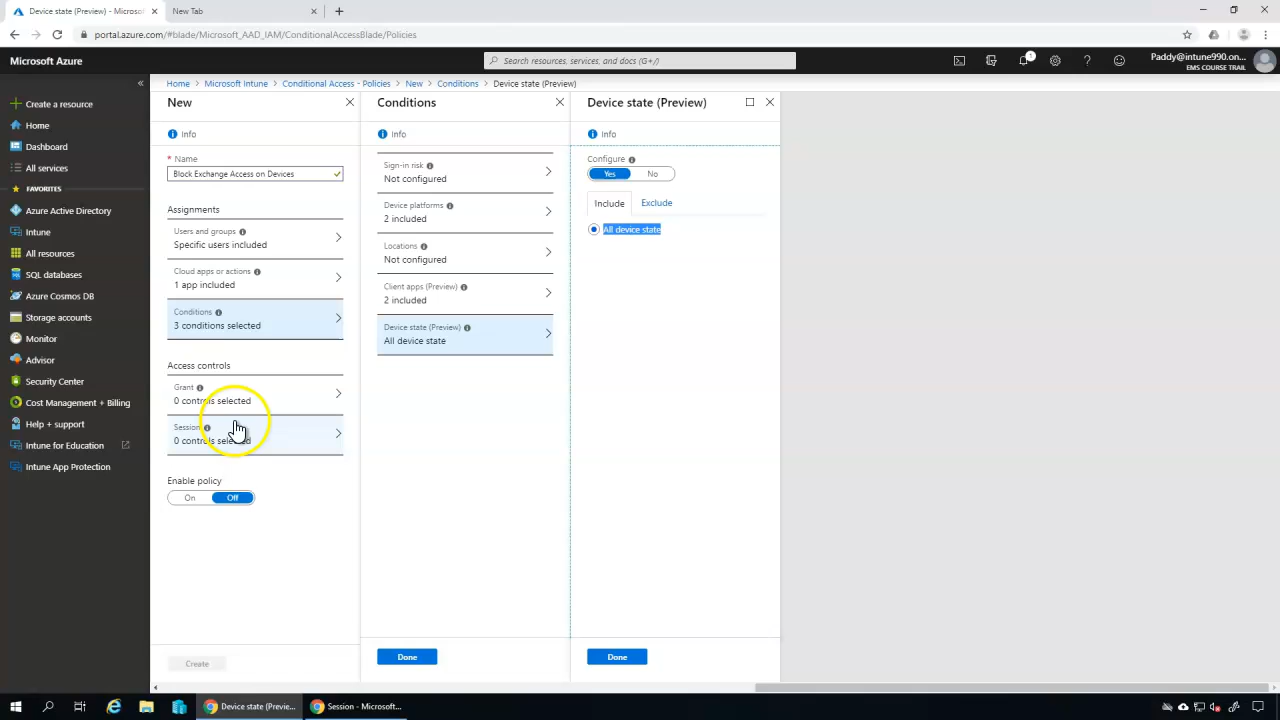 Device state (Preview) - Microsof
New Tab
portal.azure.com/#blade/Microsoft_AAD_IAM/ConditionalAccessBlade/Policies
Microsoft Azure
Search resources, services, and docs (G+/)
1
Paddy@intune990.on...
EMS COURSE TRAIL
Home > Microsoft Intune > Conditional Access - Policies > New > Conditions > Device state (Preview)
Create a resource
Home
Dashboard
All services
FAVORITES
Azure Active Directory
Intune
All resources
SQL databases
Azure Cosmos DB
Storage accounts
Monitor
Advisor
Security Center
Cost Management + Billing
Help + support
Intune for Education
Intune App Protection
New
Info
* Name
Block Exchange Access on Devices
Assignments
Users and groups
Specific users included
Cloud apps or actions
1 app included
Conditions
3 conditions selected
Access controls
Grant
0 controls selected
Session
0 controls selected
Enable policy
On Off
Create
Conditions
Info
Sign-in risk
Not configured
Device platforms
2 included
Locations
Not configured
Client apps (Preview)
2 included
Device state (Preview)
All device state
Done
Device state (Preview)
Info
Configure
Yes No
Include Exclude
All device state
Done
Device state (Previe...
Session - Microsoft...